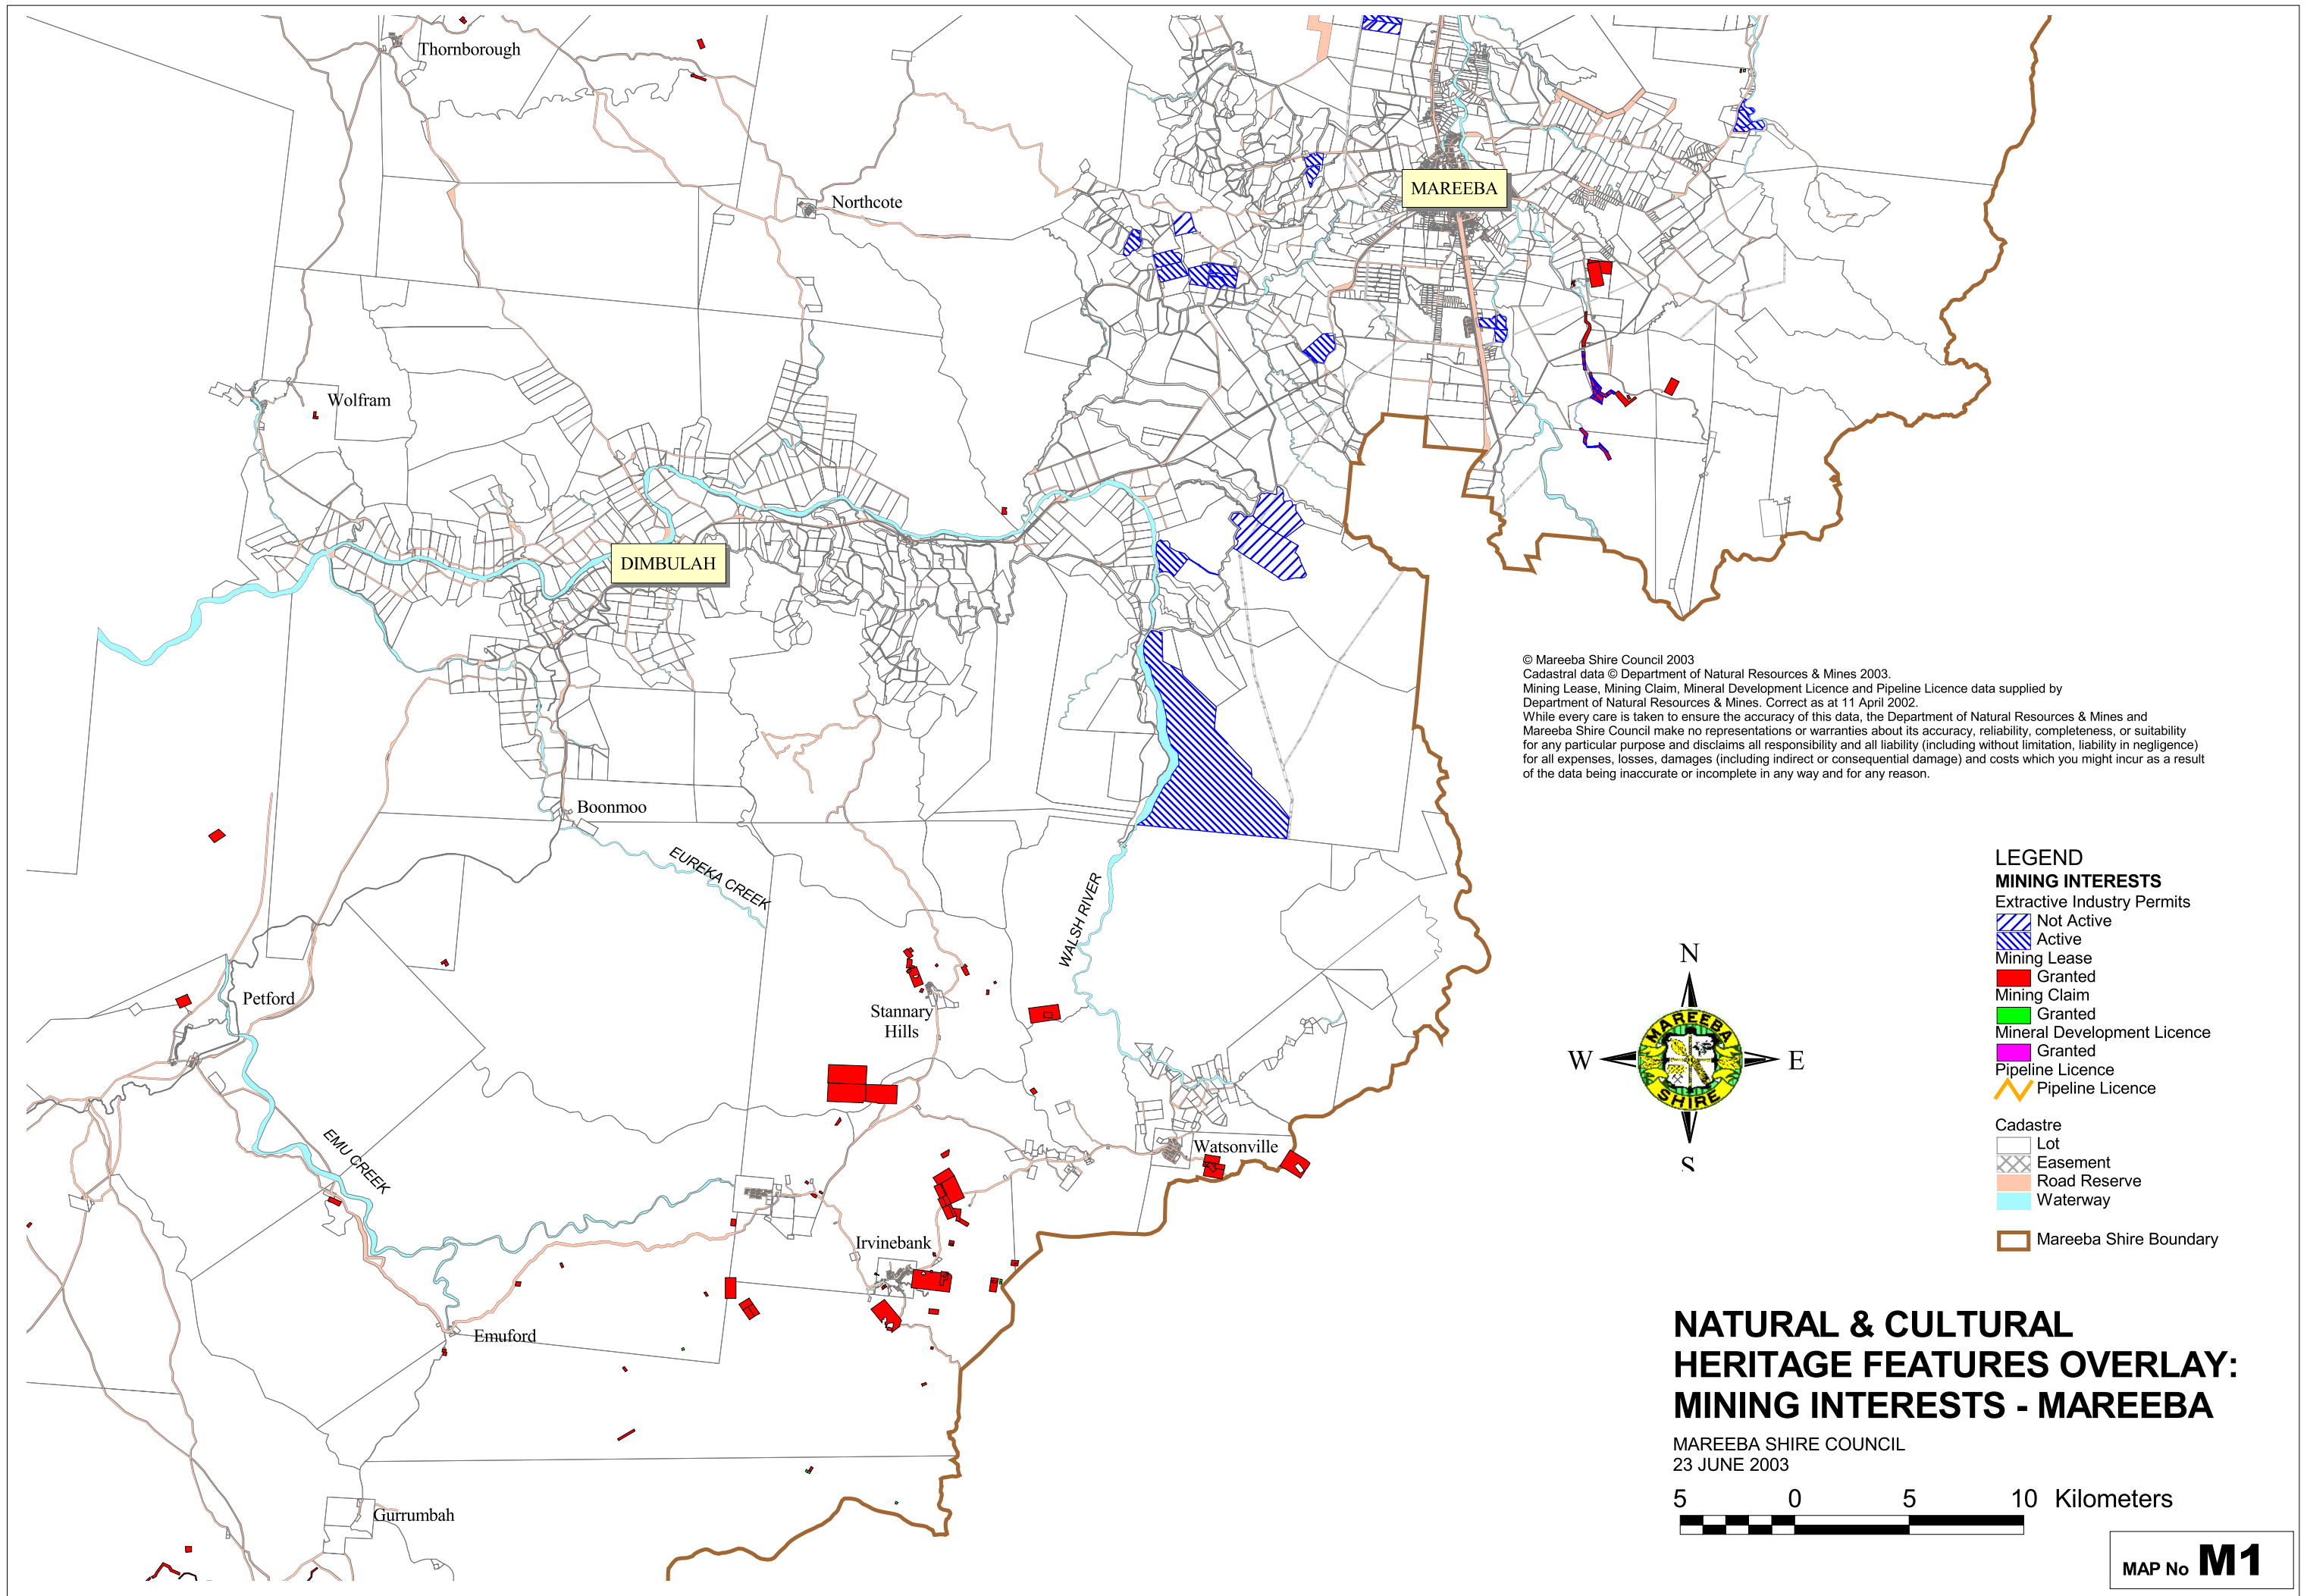 Thornborough
MAREEBA
Northcote
Wolfram
DIMBULAH
© Mareeba Shire Council 2003
Cadastral data © Department of Natural Resources & Mines 2003.
Mining Lease, Mining Claim, Mineral Development Licence and Pipeline Licence data supplied by
Department of Natural Resources & Mines. Correct as at 11 April 2002.
While every care is taken to ensure the accuracy of this data, the Department of Natural Resources & Mines and
Mareeba Shire Council make no representations or warranties about its accuracy, reliability, completeness, or suitability
for any particular purpose and disclaims all responsibility and all liability (including without limitation, liability in negligence)
for all expenses, losses, damages (including indirect or consequential damage) and costs which you might incur as a result
of the data being inaccurate or incomplete in any way and for any reason.
Boonmoo
EUREKA CREEK
WALSH RIVER
Petford
Stannary
Hills
EMU CREEK
Watsonville
Irvinebank
Emuford
Gurrumbah
N
W
E
S
MAREEBA
SHIRE
LEGEND
MINING INTERESTS
Extractive Industry Permits
Not Active
Active
Mining Lease
Granted
Mining Claim
Granted
Mineral Development Licence
Granted
Pipeline Licence
Pipeline Licence
Cadastre
Lot
Easement
Road Reserve
Waterway
Mareeba Shire Boundary
NATURAL & CULTURAL
HERITAGE FEATURES OVERLAY:
MINING INTERESTS - MAREEBA
MAREEBA SHIRE COUNCIL
23 JUNE 2003
5 0 5 10 Kilometers
MAP No M1